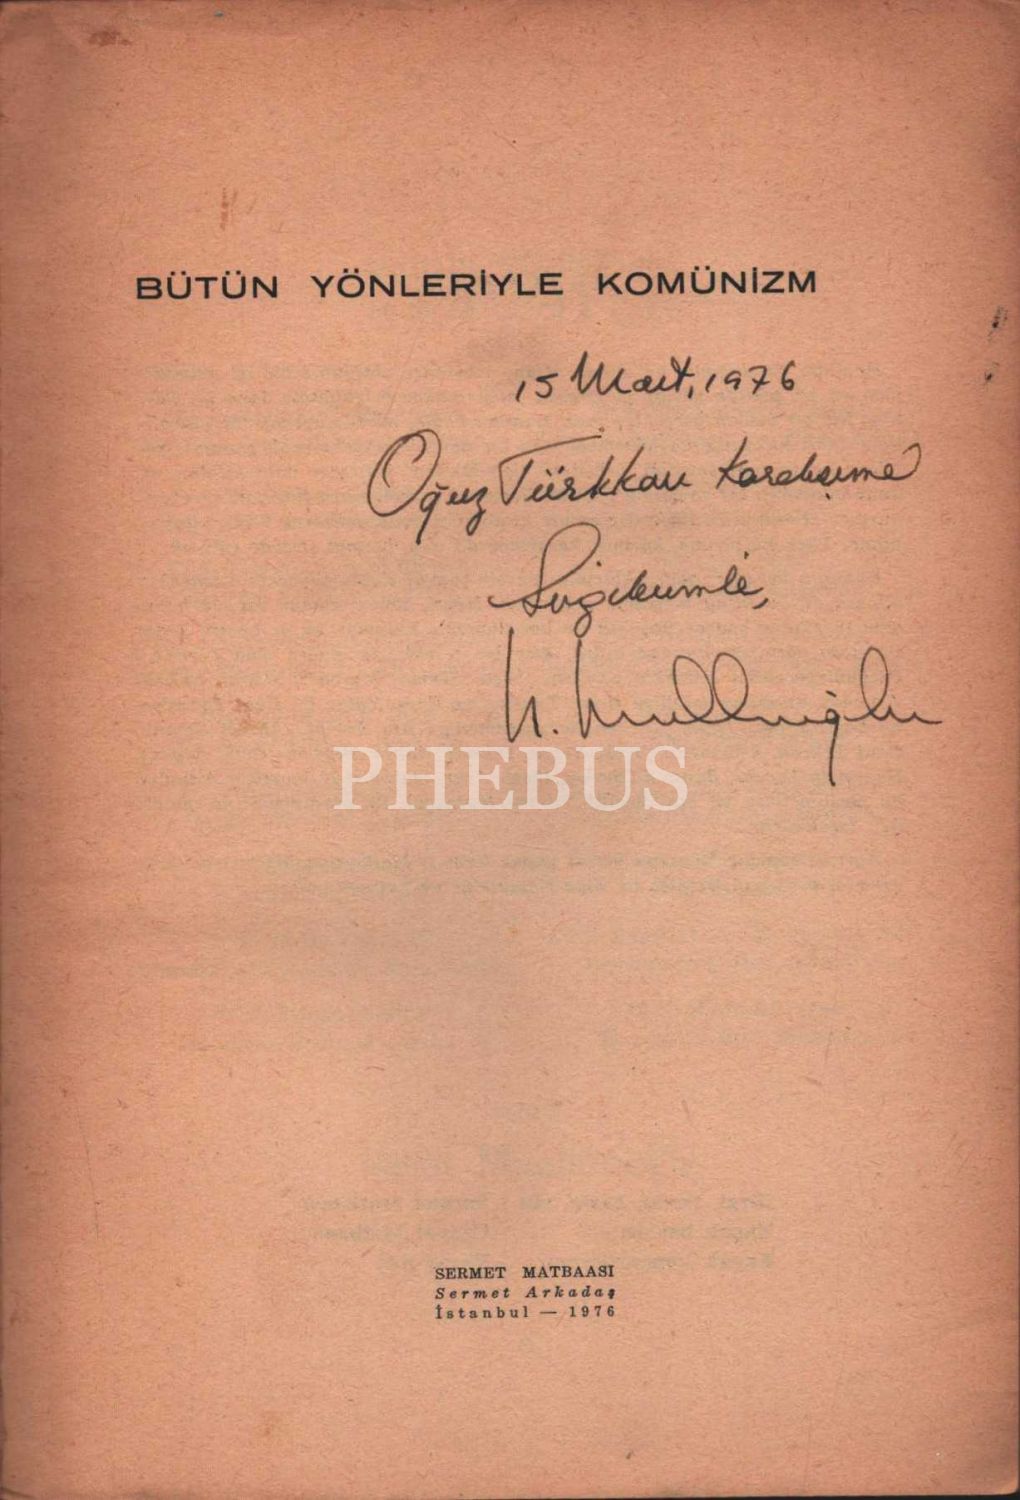 BÜTÜN YÖNLERİYLE KOMÜNİZM
15 Mart, 1976
Oğuz Türkkan Kardeşime
Sevgilerimle,
N. Mullaoğlu
PHEBUS
SERMET MATBAASI
Sermet Arkadaş
İstanbul — 1976